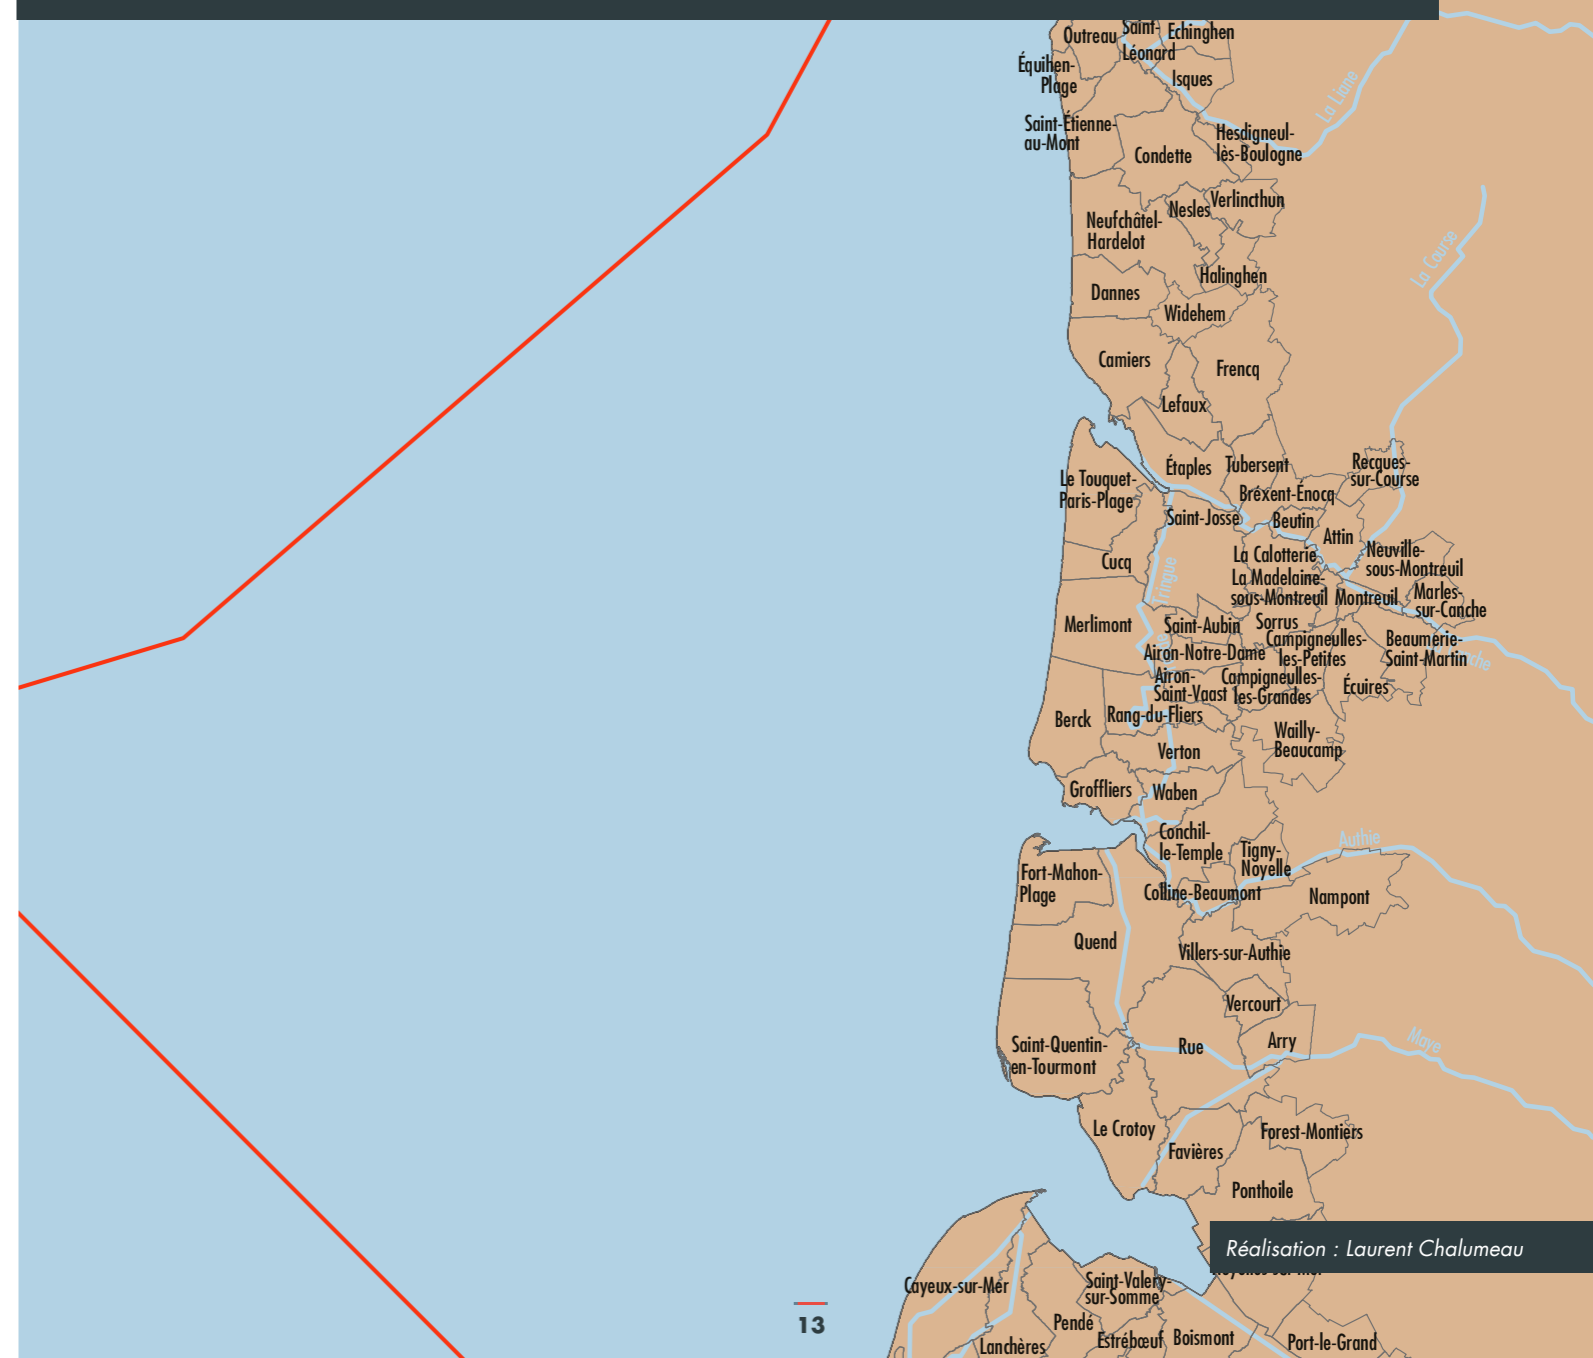 Outreau
Saint-
Léonard
Echinghen
Équihen-
Plage
Isques
La Liane
Saint-Étienne-
au-Mont
Condette
Hesdigneul-
lès-Boulogne
Nesles
Verlincthun
Neufchâtel-
Hardelot
La Course
Halinghen
Dannes
Widehem
Camiers
Frencq
Lefaux
Étaples
Tubersent
Recques-
sur-Course
Le Touquet-
Paris-Plage
Bréxent-Énocq
Saint-Josse
Beutin
Attin
Cucq
La Calotterie
Neuville-
sous-Montreuil
Tringue
La Madelaine-
sous-Montreuil
Montreuil
Marles-
sur-Canche
Merlimont
Saint-Aubin
Sorrus
Campigneulles-
les-Petites
Beaumerie-
Saint-Martin
Airon-Notre-Dame
Airon-
Saint-Vaast
Campigneulles-
les-Grandes
Écuires
Berck
Rang-du-Fliers
Wailly-
Beaucamp
Verton
Groffliers
Waben
Conchil-
le-Temple
Tigny-
Noyelle
Authie
Fort-Mahon-
Plage
Colline-Beaumont
Nampont
Quend
Villers-sur-Authie
Vercourt
Saint-Quentin-
en-Tourmont
Rue
Arry
Maye
Le Crotoy
Favières
Forest-Montiers
Ponthoile
Réalisation : Laurent Chalumeau
Cayeux-sur-Mer
Saint-Valery-
sur-Somme
Pendé
Lanchères
Estrébœuf
Boismont
Port-le-Grand
13